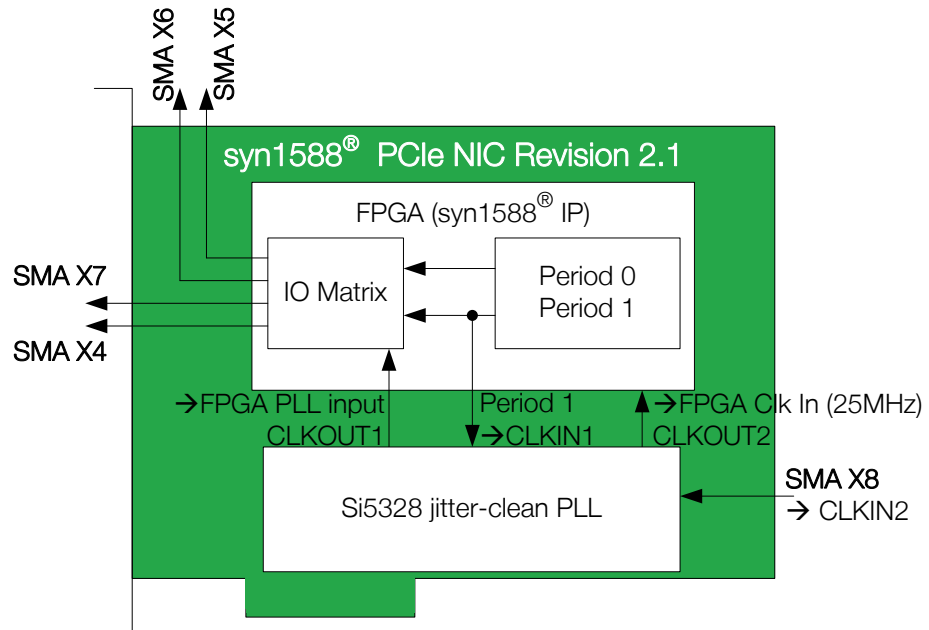 SMA X6
SMA X5
syn1588® PCIe NIC Revision 2.1
FPGA (syn1588® IP)
SMA X7
IO Matrix
Period 0
Period 1
SMA X4
→FPGA PLL input
CLKOUT1
Period 1
→CLKIN1
→FPGA Clk In (25MHz)
CLKOUT2
Si5328 jitter-clean PLL
SMA X8
→ CLKIN2